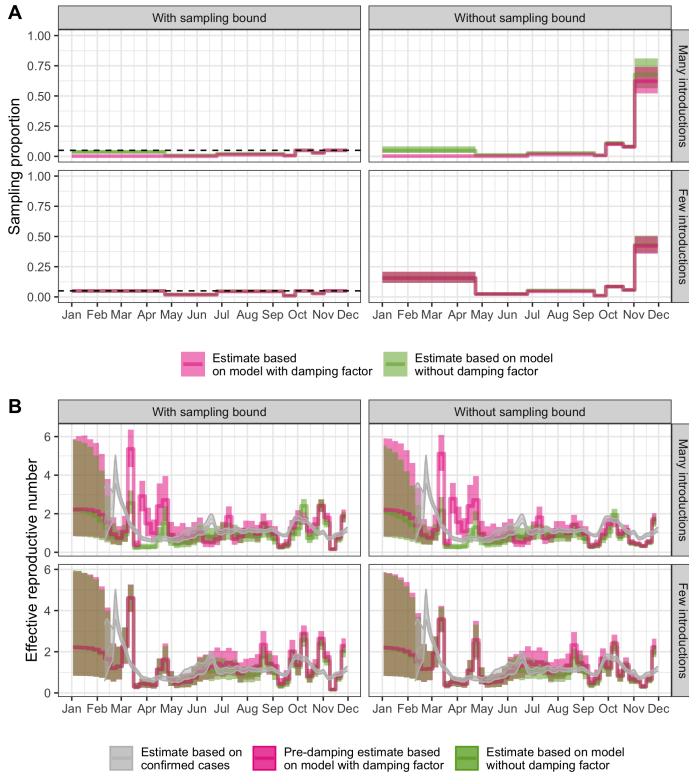 A
With sampling bound
Without sampling bound
Sampling proportion
1.00
0.75
0.50
0.25
0.00
Many introductions
1.00
0.75
0.50
0.25
0.00
Few introductions
Jan Feb Mar Apr May Jun Jul Aug Sep Oct Nov Dec
Jan Feb Mar Apr May Jun Jul Aug Sep Oct Nov Dec
Estimate based
on model with damping factor
Estimate based on model
without damping factor
B
With sampling bound
Without sampling bound
Effective reproductive number
6
4
2
0
Many introductions
6
4
2
0
Few introductions
Jan Feb Mar Apr May Jun Jul Aug Sep Oct Nov Dec
Jan Feb Mar Apr May Jun Jul Aug Sep Oct Nov Dec
Estimate based on
confirmed cases
Pre-damping estimate based
on model with damping factor
Estimate based on model
without damping factor